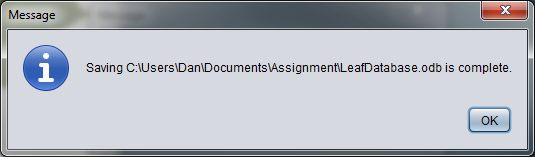 Message
Saving C:\Users\Dan\Documents\Assignment\LeafDatabase.odb is complete.
OK